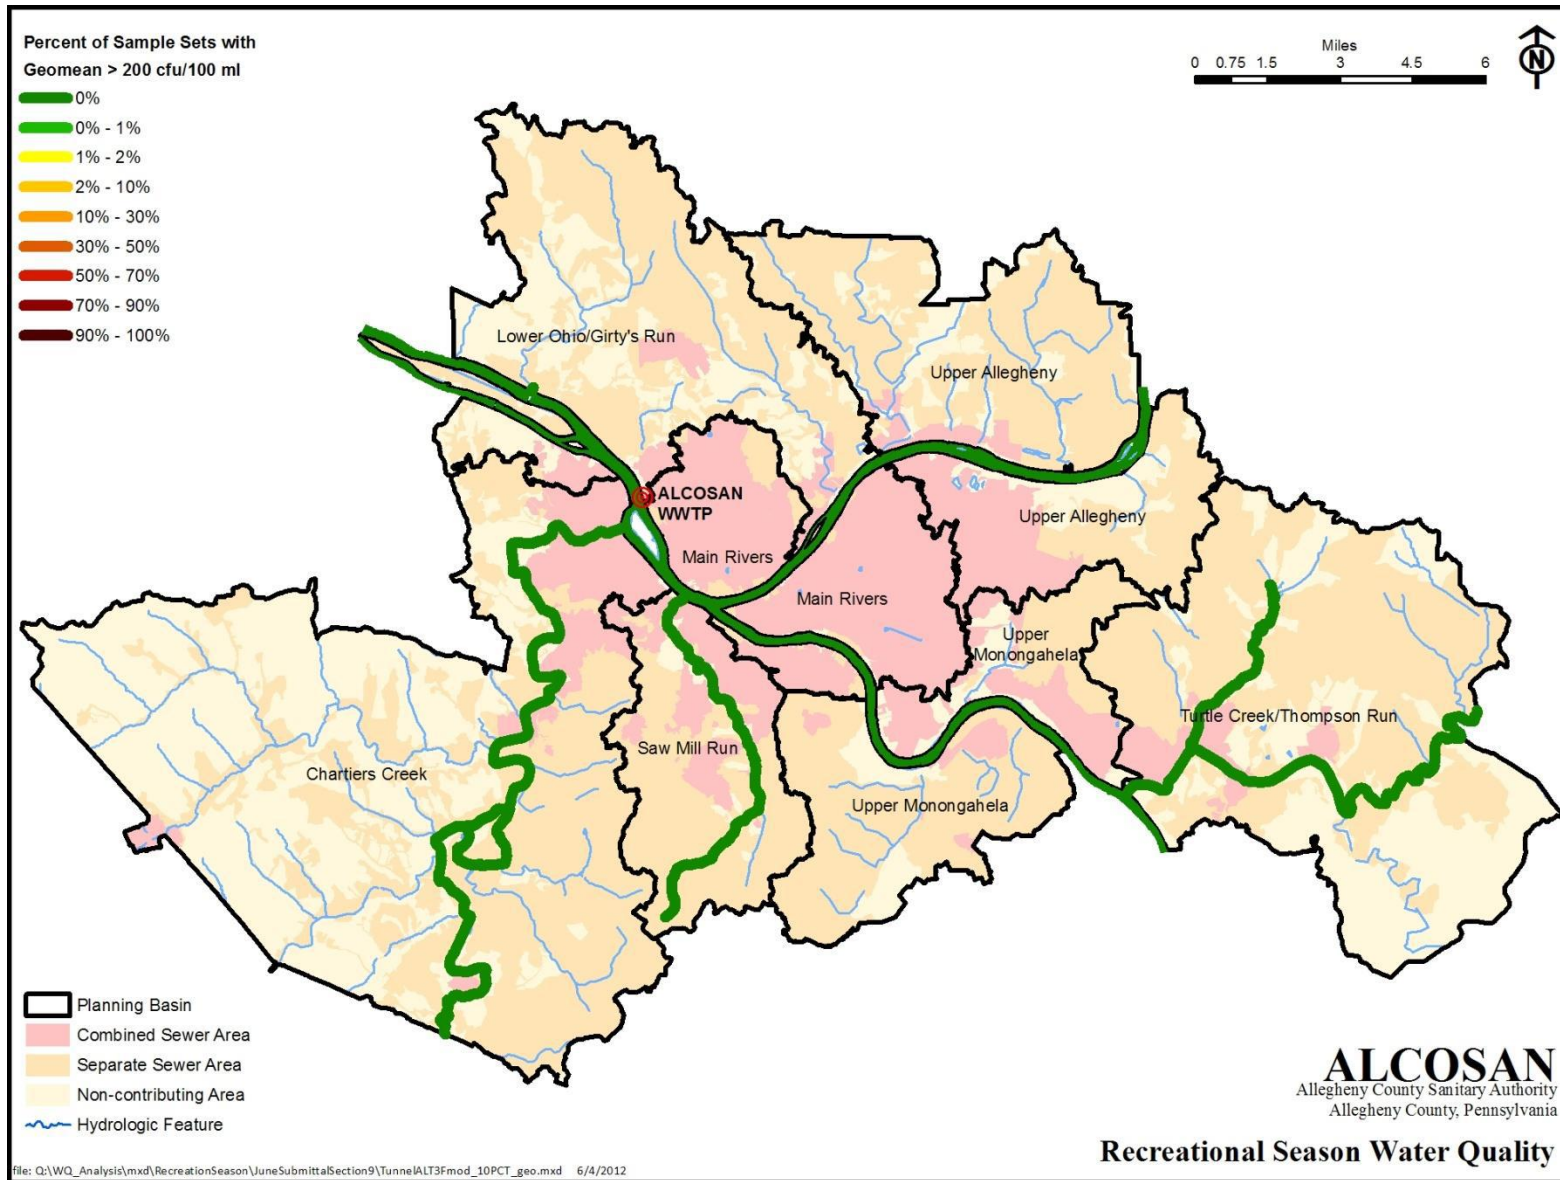 Percent of Sample Sets with
Geomean > 200 cfu/100 ml
0%
0% - 1%
1% - 2%
2% - 10%
10% - 30%
30% - 50%
50% - 70%
70% - 90%
90% - 100%
Miles
0 0.75 1.5 3 4.5 6
N
Lower Ohio/Girty's Run
Upper Allegheny
ALCOSAN
WWTP
Upper Allegheny
Main Rivers
Main Rivers
Upper
Monongahela
Turtle Creek/Thompson Run
Saw Mill Run
Chartiers Creek
Upper Monongahela
Planning Basin
Combined Sewer Area
Separate Sewer Area
Non-contributing Area
Hydrologic Feature
ALCOSAN
Allegheny County Sanitary Authority
Allegheny County, Pennsylvania
Recreational Season Water Quality
file: Q:\WQ_Analysis\mxd\RecreationSeason\JuneSubmittalSection9\TunnelALT3Fmod_10PCT_geo.mxd 6/4/2012